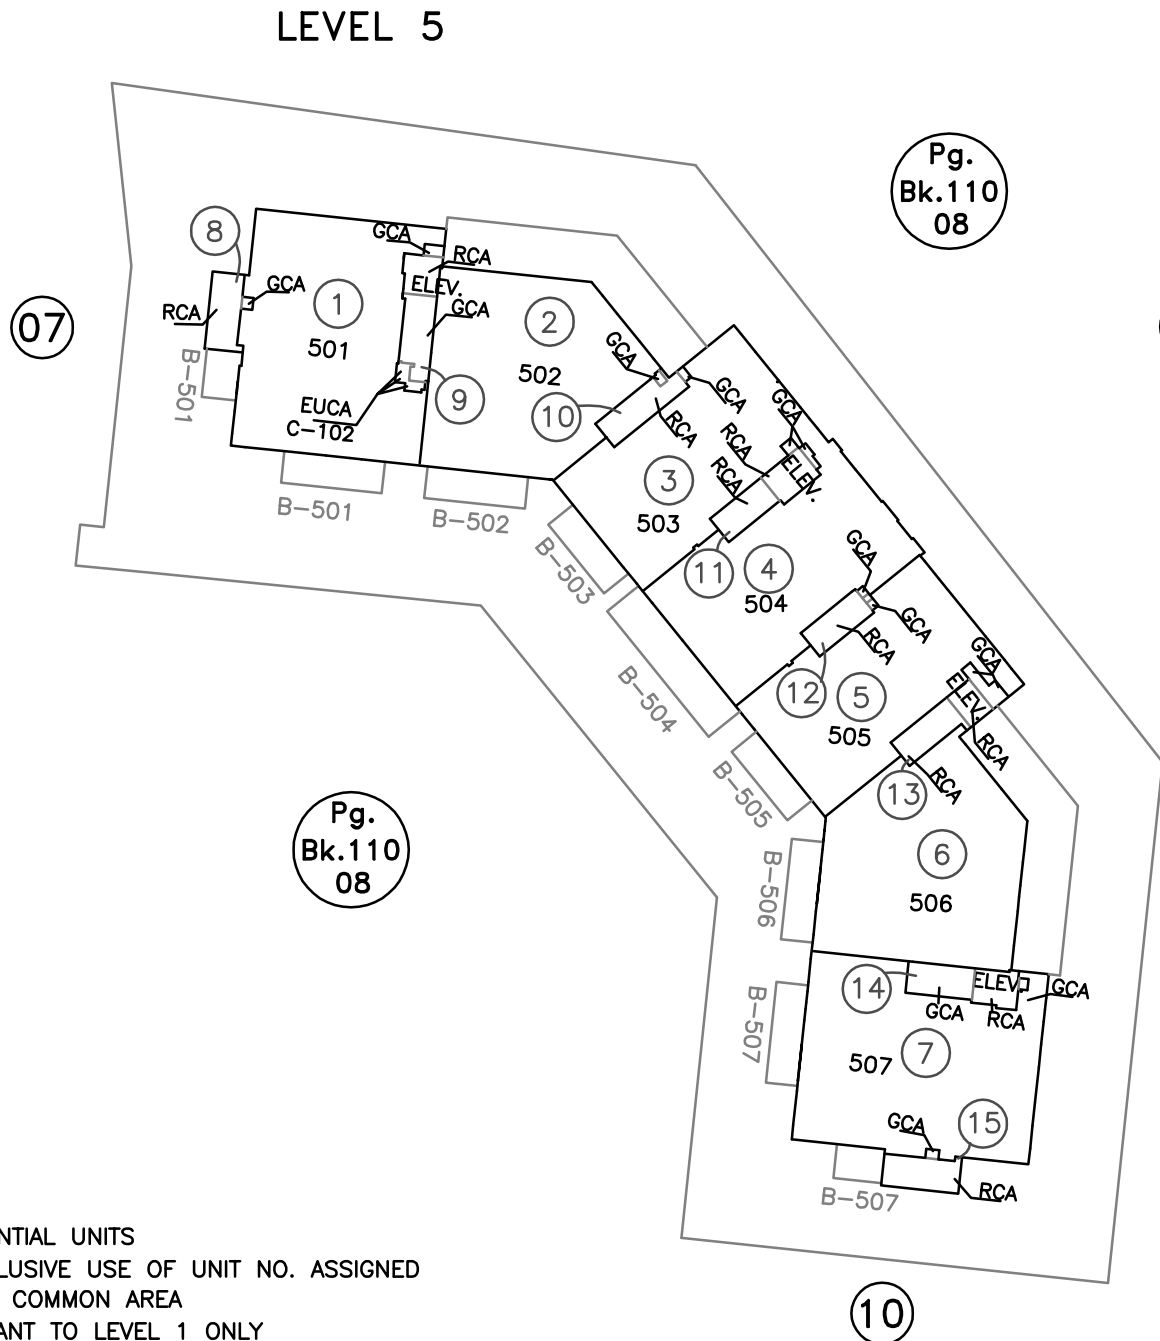 LEVEL 5
Pg.
Bk.110
08
8
GCA
RCA
GCA
ELEV.
RCA
1
501
GCA
2
502
07
B-501
EUCA
C-102
9
10
GCA
GCA
RCA
GCA
RCA
RCA
ELEV.
3
503
B-501
B-502
B-503
11
4
504
GCA
GCA
RCA
B-504
12
5
505
GCA
ELEV.
RCA
RCA
B-505
13
Pg.
Bk.110
08
6
506
B-506
14
ELEV.
GCA
GCA
RCA
B-507
7
507
GCA
15
RCA
B-507
NTIAL UNITS
LUSIVE USE OF UNIT NO. ASSIGNED
COMMON AREA
ANT TO LEVEL 1 ONLY
10